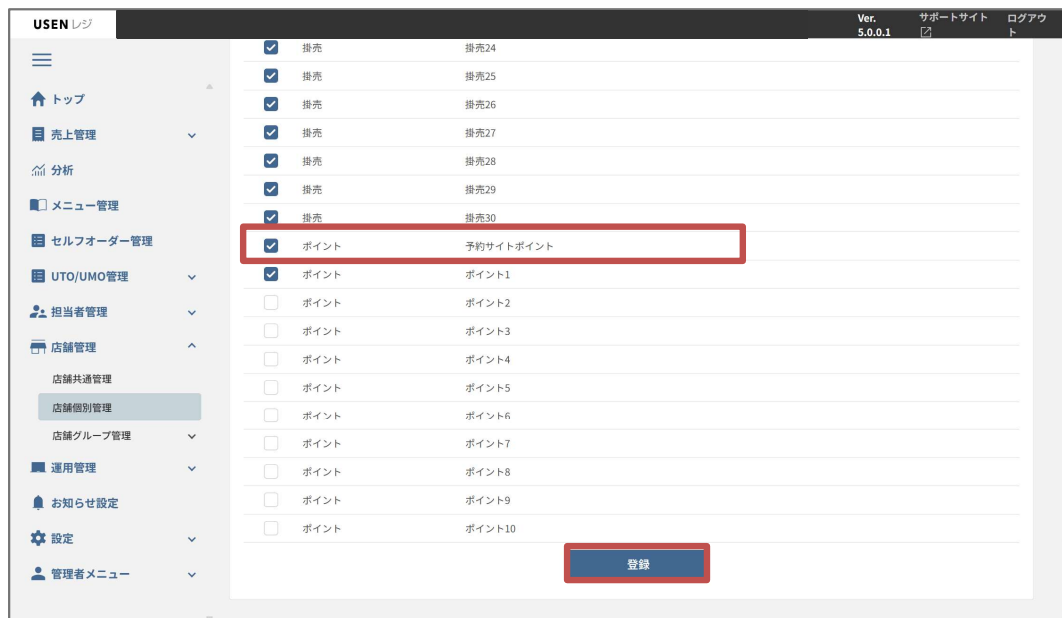 USEN レジ
Ver.
5.0.0.1
サポートサイト
ログアウ
ト
トップ
売上管理
分析
メニュー管理
セルフオーダー管理
UTO/UMO管理
担当者管理
店舗管理
店舗共通管理
店舗個別管理
店舗グループ管理
運用管理
お知らせ設定
設定
管理者メニュー
掛売 掛売24
掛売 掛売25
掛売 掛売26
掛売 掛売27
掛売 掛売28
掛売 掛売29
掛売 掛売30
ポイント 予約サイトポイント
ポイント ポイント1
ポイント ポイント2
ポイント ポイント3
ポイント ポイント4
ポイント ポイント5
ポイント ポイント6
ポイント ポイント7
ポイント ポイント8
ポイント ポイント9
ポイント ポイント10
登録